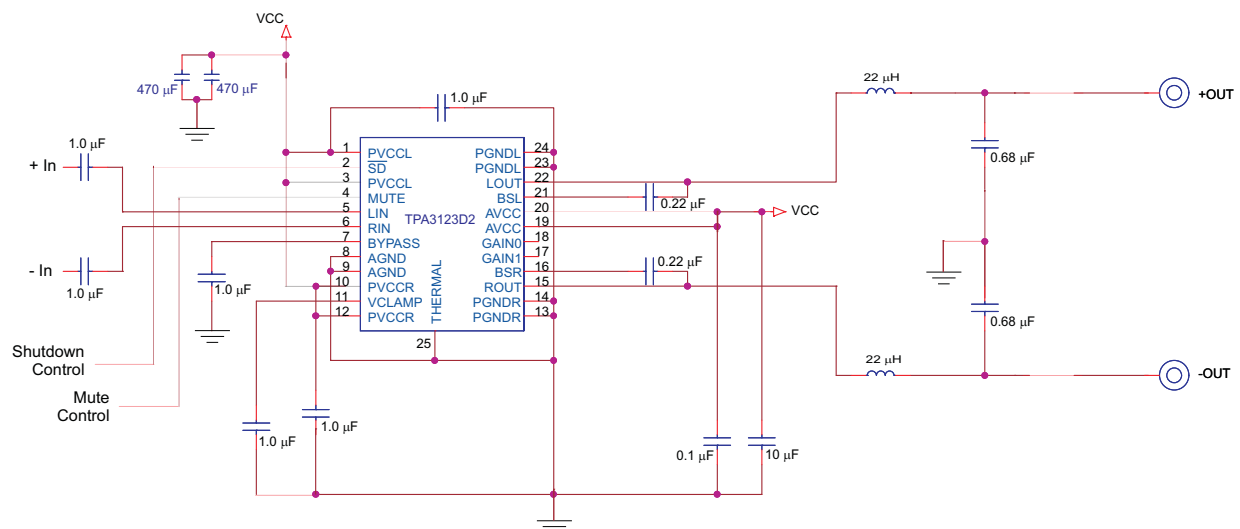 VCC
470 μF
470 μF
1.0 μF
1.0 μF
+ In
- In
1.0 μF
1.0 μF
Shutdown
Control
Mute
Control
1.0 μF
1.0 μF
1 PVCCL
2 SD
3 PVCCL
4 MUTE
5 LIN
6 RIN
7 BYPASS
8 AGND
9 AGND
10 PVCCR
11 VCLAMP
12 PVCCR
TPA3123D2
THERMAL
25
PGNDL 24
PGNDL 23
LOUT 22
BSL 21
AVCC 20
AVCC 19
GAIN0 18
GAIN1 17
BSR 16
ROUT 15
PGNDR 14
PGNDR 13
0.22 μF
0.22 μF
VCC
0.1 μF
10 μF
22 μH
+OUT
0.68 μF
0.68 μF
22 μH
-OUT